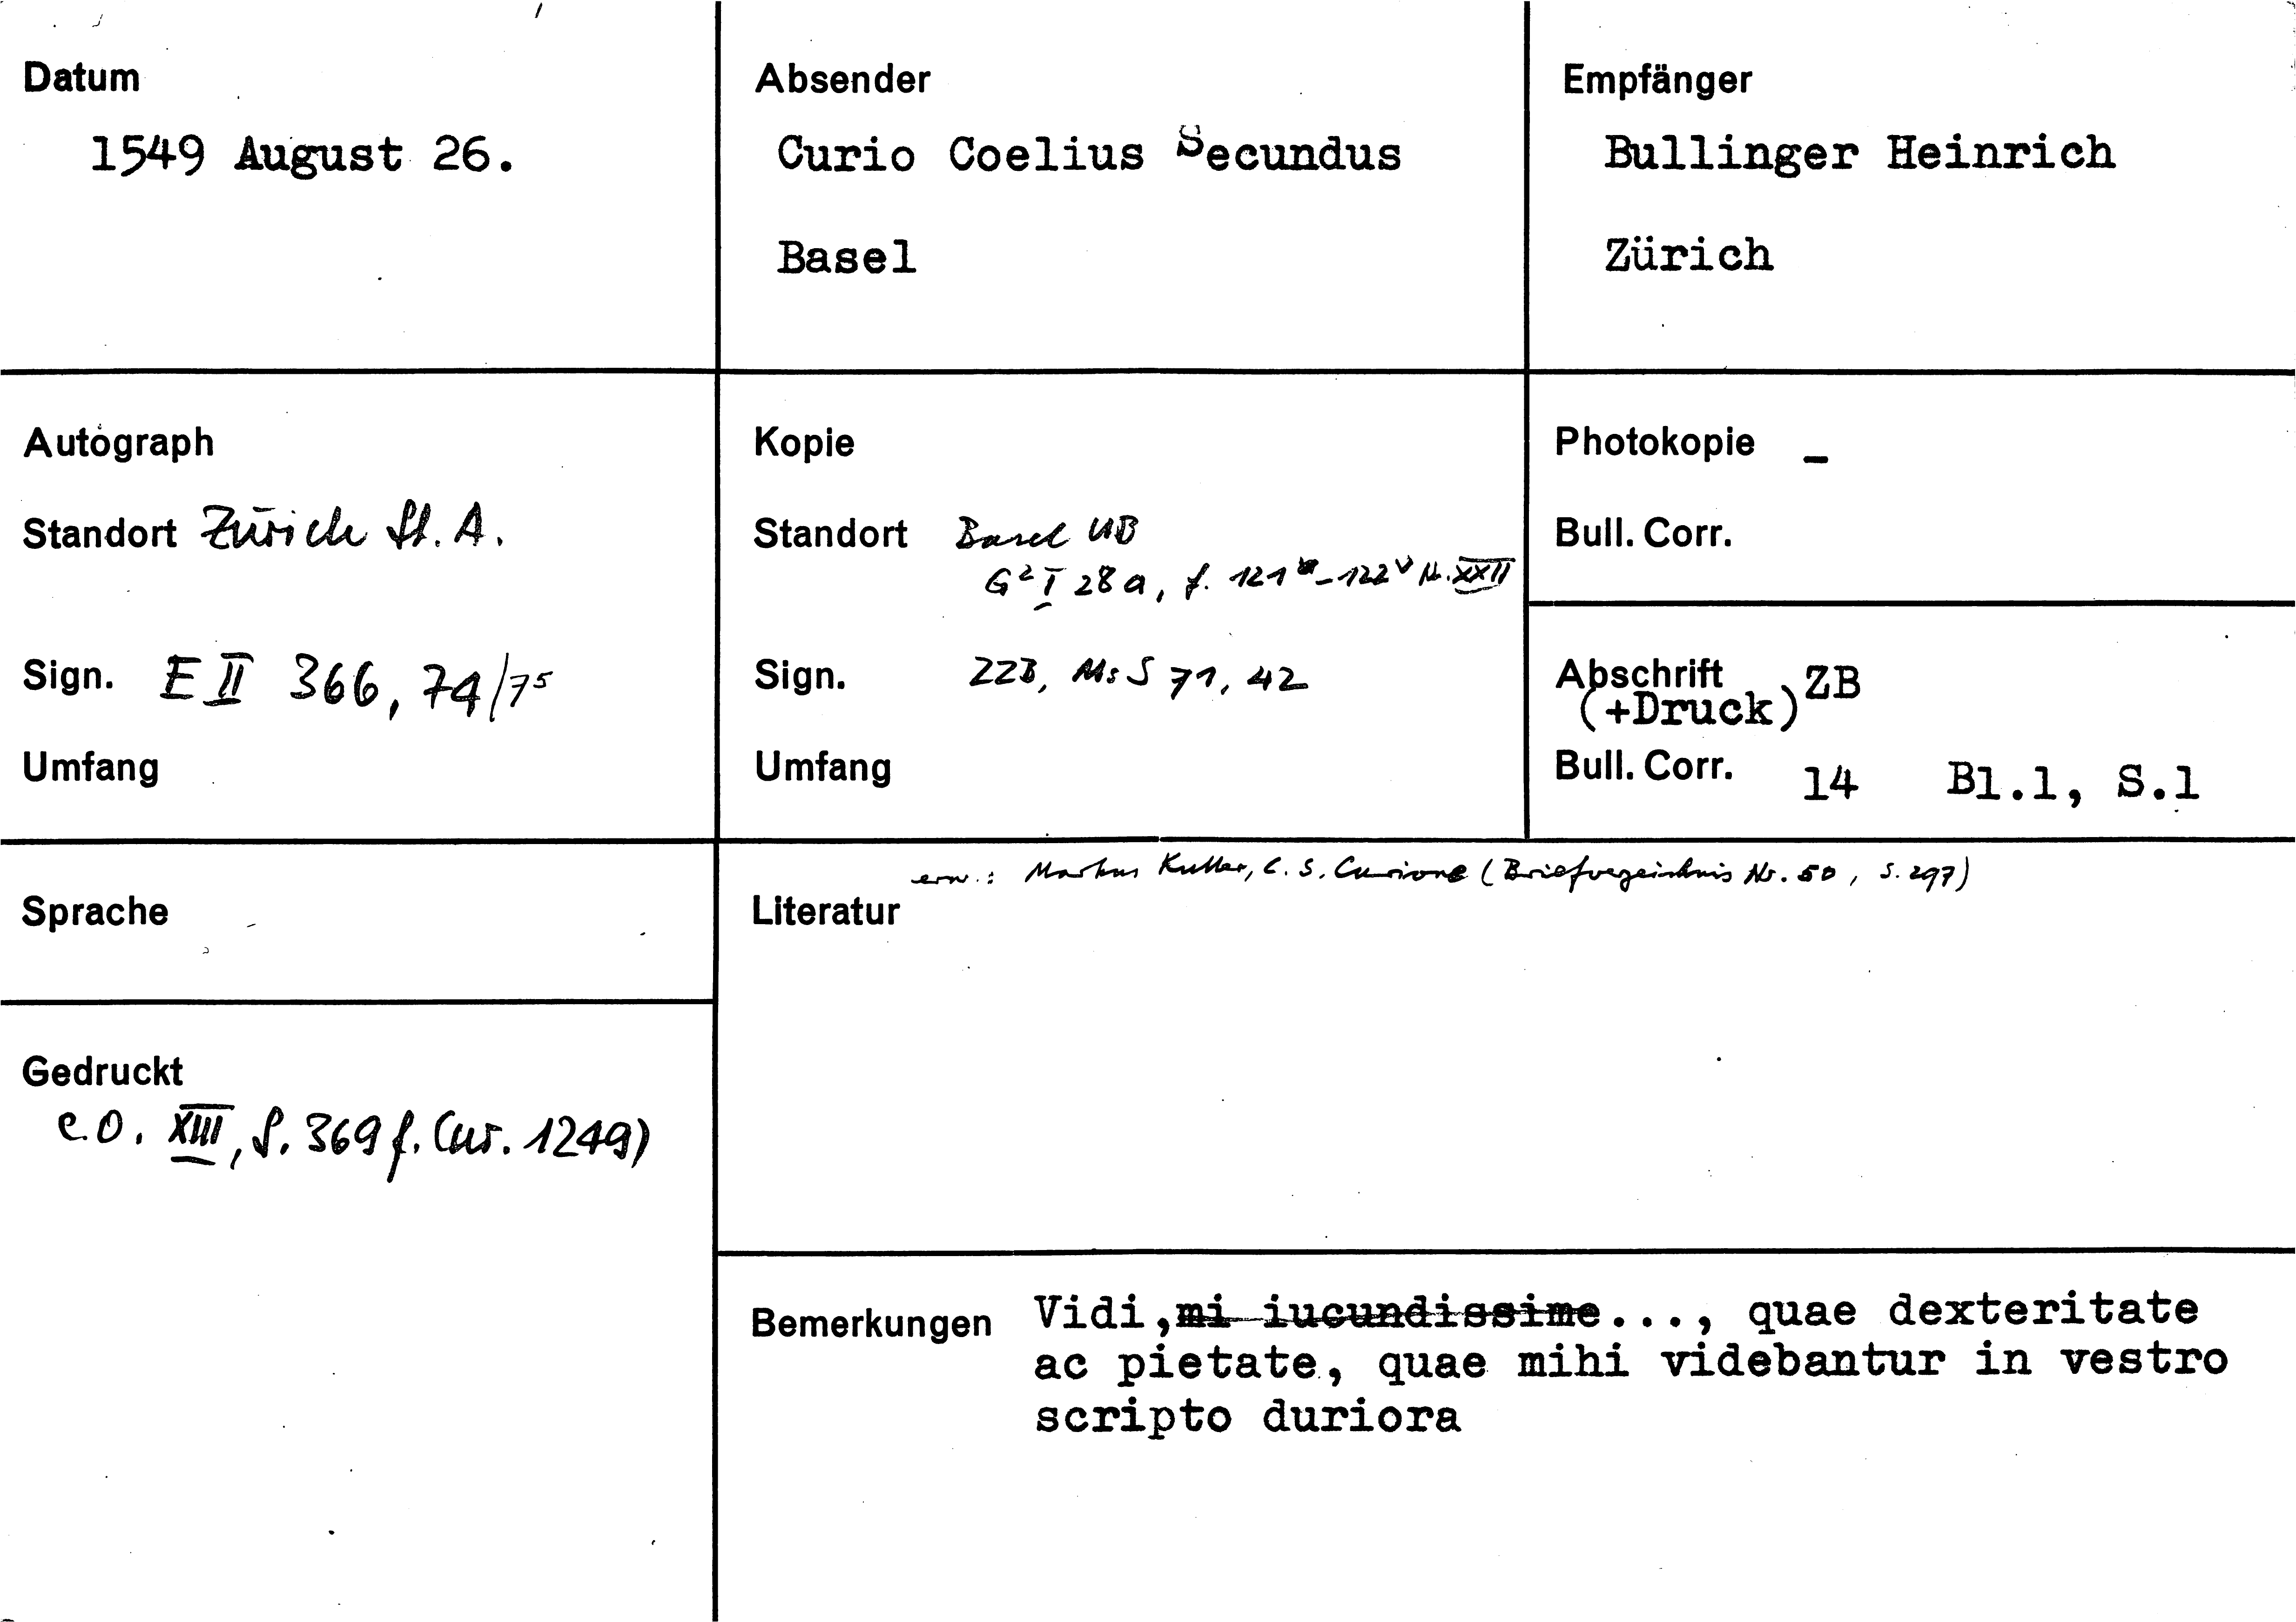 Datum
1549 August 26.
Absender
Curio Coelius Secundus
Basel
Empfänger
Bullinger Heinrich
Zürich
Autograph
Standort Zürich St. A.
Sign. E II 366, 74/75
Umfang
Kopie
Standort Basel UB
G² I 28 a, f. 121 -122v Nr. XXII
Sign. ZZB, Ms S 71, 42
Umfang
Photokopie -
Bull. Corr.
Abschrift ZB
(+Druck)
Bull. Corr. 14 Bl.1, S.1
Sprache
Gedruckt
C.O. XIII, S. 369 f. (nr. 1249)
erw.: Markus Kutter, C. S. Curione (Briefverzeichnis Nr. 50, S. 297)
Literatur
Bemerkungen Vidi, mi iucundissime..., quae dexteritate
ac pietate, quae mihi videbantur in vestro
scripto duriora